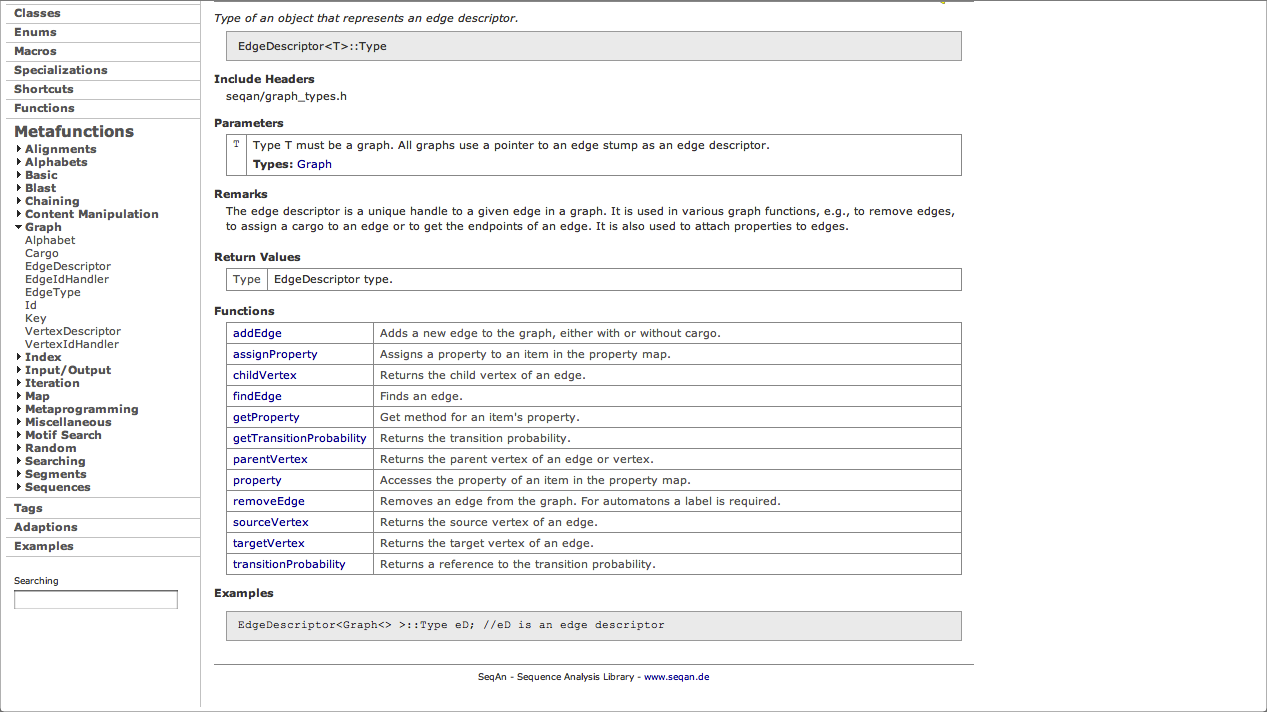 Classes
Enums
Macros
Specializations
Shortcuts
Functions
Metafunctions
Alignments
Alphabets
Basic
Blast
Chaining
Content Manipulation
Graph
Alphabet
Cargo
EdgeDescriptor
EdgeIdHandler
EdgeType
Id
Key
VertexDescriptor
VertexIdHandler
Index
Input/Output
Iteration
Map
Metaprogramming
Miscellaneous
Motif Search
Random
Searching
Segments
Sequences
Tags
Adaptions
Examples
Searching
Type of an object that represents an edge descriptor.
EdgeDescriptor<T>::Type
Include Headers
seqan/graph_types.h
Parameters
T Type T must be a graph. All graphs use a pointer to an edge stump as an edge descriptor.
Types: Graph
Remarks
The edge descriptor is a unique handle to a given edge in a graph. It is used in various graph functions, e.g., to remove edges,
to assign a cargo to an edge or to get the endpoints of an edge. It is also used to attach properties to edges.
Return Values
Type EdgeDescriptor type.
Functions
addEdge Adds a new edge to the graph, either with or without cargo.
assignProperty Assigns a property to an item in the property map.
childVertex Returns the child vertex of an edge.
findEdge Finds an edge.
getProperty Get method for an item's property.
getTransitionProbability Returns the transition probability.
parentVertex Returns the parent vertex of an edge or vertex.
property Accesses the property of an item in the property map.
removeEdge Removes an edge from the graph. For automatons a label is required.
sourceVertex Returns the source vertex of an edge.
targetVertex Returns the target vertex of an edge.
transitionProbability Returns a reference to the transition probability.
Examples
EdgeDescriptor<Graph<> >::Type eD; //eD is an edge descriptor
SeqAn - Sequence Analysis Library - www.seqan.de